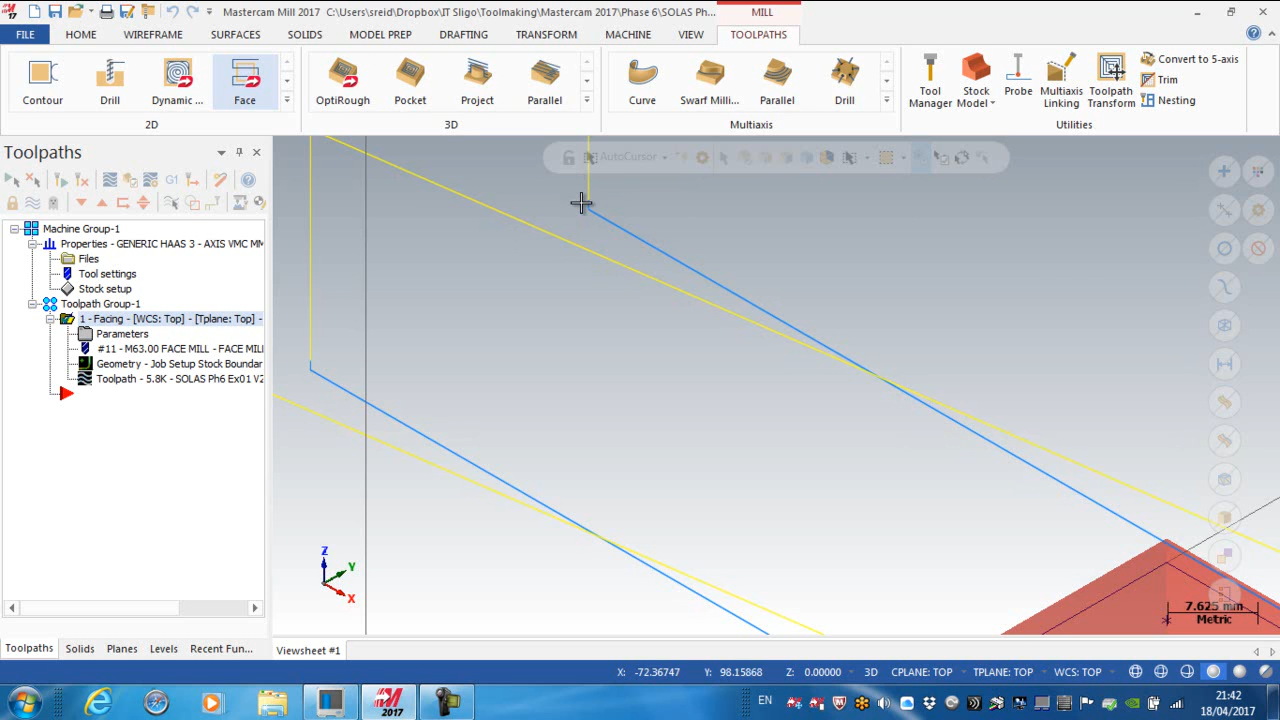 17
Mastercam Mill 2017 C:\Users\sreid\Dropbox\IT Sligo\Toolmaking\Mastercam 2017\Phase 6\SOLAS Ph...
MILL
FILE HOME WIREFRAME SURFACES SOLIDS MODEL PREP DRAFTING TRANSFORM MACHINE VIEW TOOLPATHS
Contour Drill Dynamic ... Face
OptiRough Pocket Project Parallel
Curve Swarf Milli... Parallel Drill
Tool Manager Stock Model Probe Multiaxis Linking Toolpath Transform
Convert to 5-axis
Trim
Nesting
2D 3D Multiaxis Utilities
Toolpaths
AutoCursor
G1
Machine Group-1
Properties - GENERIC HAAS 3 - AXIS VMC MM
Files
Tool settings
Stock setup
Toolpath Group-1
1 - Facing - [WCS: Top] - [Tplane: Top] -
Parameters
#11 - M63.00 FACE MILL - FACE MILL
Geometry - Job Setup Stock Boundar
Toolpath - 5.8K - SOLAS Ph6 Ex01 V2
Z
Y
X
7.625 mm
Metric
Toolpaths Solids Planes Levels Recent Fun...
Viewsheet #1
X: -72.36747 Y: 98.15868 Z: 0.00000 3D CPLANE: TOP TPLANE: TOP WCS: TOP
2017
EN
21:42
18/04/2017